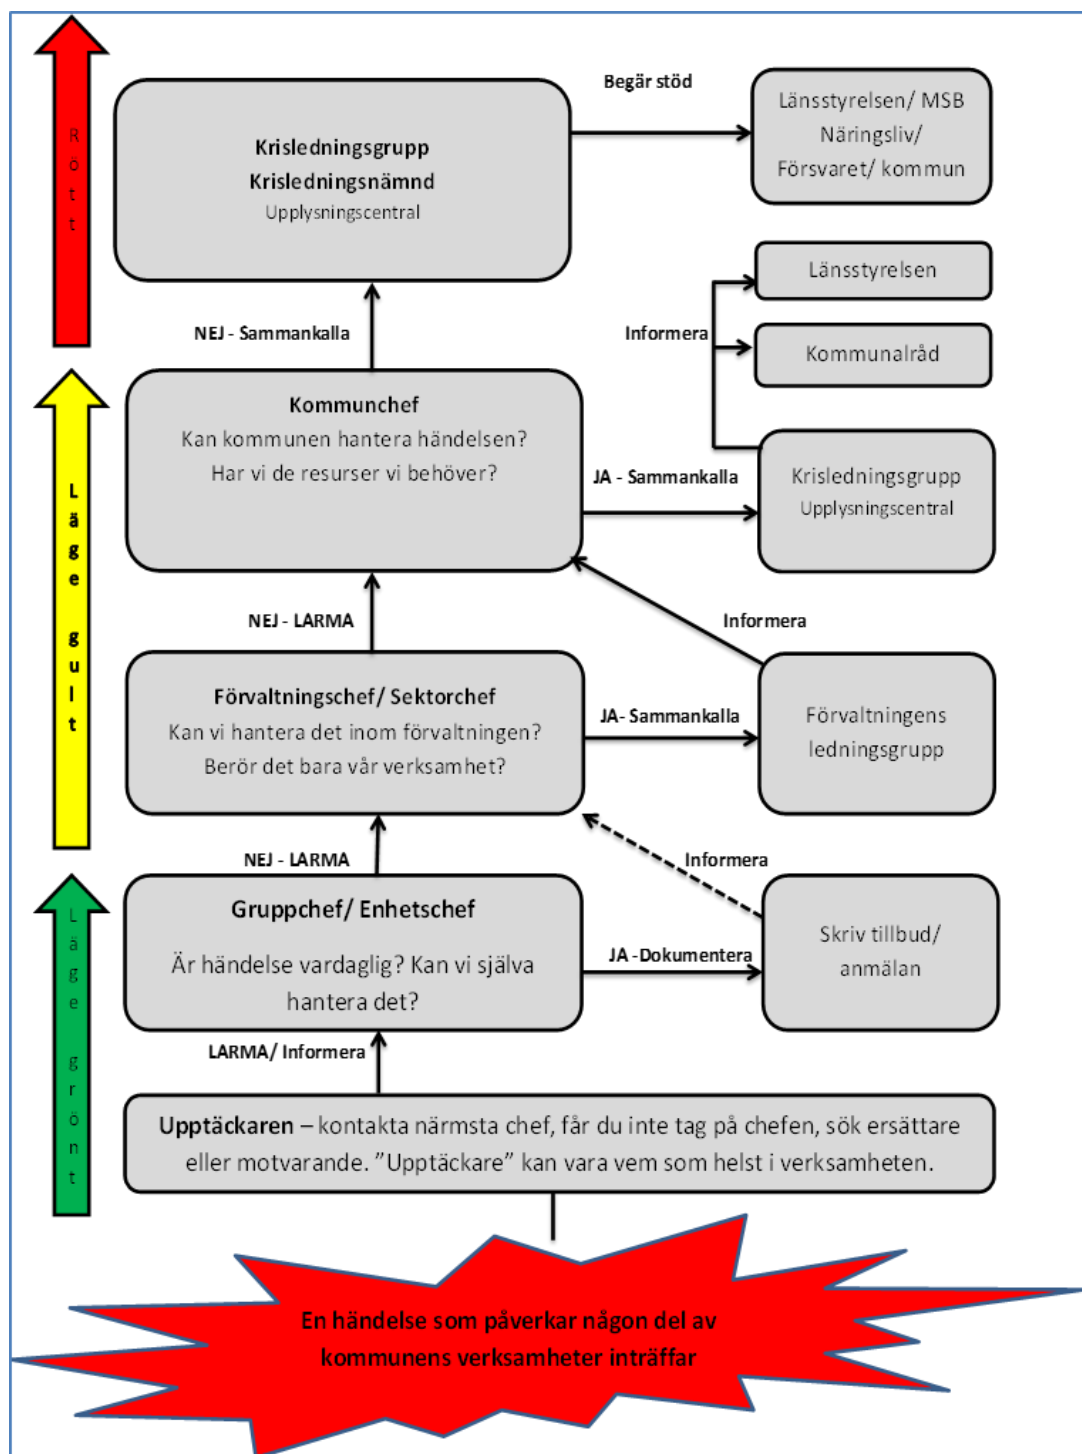 Rött
Begär stöd
Krisledningsgrupp
Krisledningsnämnd
Upplysningscentral
Länsstyrelsen/ MSB
Näringsliv/
Försvaret/ kommun
NEJ - Sammankalla
Informera
Länsstyrelsen
Kommunalråd
Läge gult
Kommunchef
Kan kommunen hantera händelsen?
Har vi de resurser vi behöver?
JA - Sammankalla
Krisledningsgrupp
Upplysningscentral
NEJ - LARMA
Informera
Förvaltningschef/ Sektorchef
Kan vi hantera det inom förvaltningen?
Berör det bara vår verksamhet?
JA- Sammankalla
Förvaltningens
ledningsgrupp
NEJ - LARMA
Informera
Läge grönt
Gruppchef/ Enhetschef
Är händelse vardaglig? Kan vi själva
hantera det?
JA -Dokumentera
Skriv tillbud/
anmälan
LARMA/ Informera
Upptäckaren – kontakta närmsta chef, får du inte tag på chefen, sök ersättare
eller motvarande. ”Upptäckare” kan vara vem som helst i verksamheten.
En händelse som påverkar någon del av
kommunens verksamheter inträffar